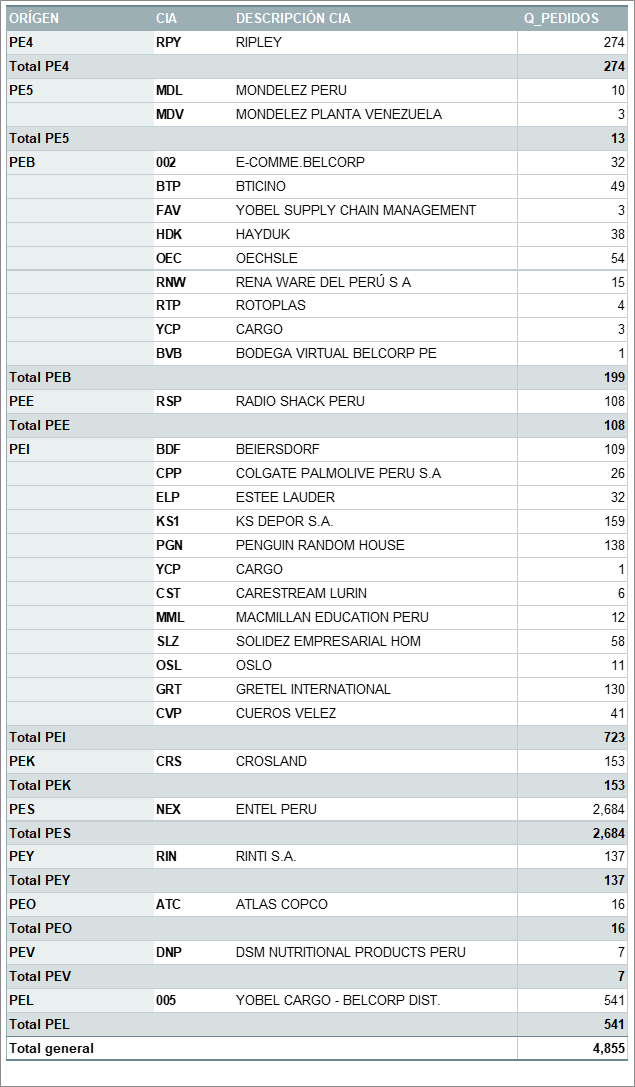 ORÍGEN CIA DESCRIPCIÓN CIA Q_PEDIDOS
PE4 RPY RIPLEY 274
Total PE4 274
PE5 MDL MONDELEZ PERU 10
MDV MONDELEZ PLANTA VENEZUELA 3
Total PE5 13
PEB 002 E-COMME.BELCORP 32
BTP BTICINO 49
FAV YOBEL SUPPLY CHAIN MANAGEMENT 3
HDK HAYDUK 38
OEC OECHSLE 54
RNW RENA WARE DEL PERÚ S A 15
RTP ROTOPLAS 4
YCP CARGO 3
BVB BODEGA VIRTUAL BELCORP PE 1
Total PEB 199
PEE RSP RADIO SHACK PERU 108
Total PEE 108
PEI BDF BEIERSDORF 109
CPP COLGATE PALMOLIVE PERU S.A 26
ELP ESTEE LAUDER 32
KS1 KS DEPOR S.A. 159
PGN PENGUIN RANDOM HOUSE 138
YCP CARGO 1
CST CARESTREAM LURIN 6
MML MACMILLAN EDUCATION PERU 12
SLZ SOLIDEZ EMPRESARIAL HOM 58
OSL OSLO 11
GRT GRETEL INTERNATIONAL 130
CVP CUEROS VELEZ 41
Total PEI 723
PEK CRS CROSLAND 153
Total PEK 153
PES NEX ENTEL PERU 2,684
Total PES 2,684
PEY RIN RINTI S.A. 137
Total PEY 137
PEO ATC ATLAS COPCO 16
Total PEO 16
PEV DNP DSM NUTRITIONAL PRODUCTS PERU 7
Total PEV 7
PEL 005 YOBEL CARGO - BELCORP DIST. 541
Total PEL 541
Total general 4,855